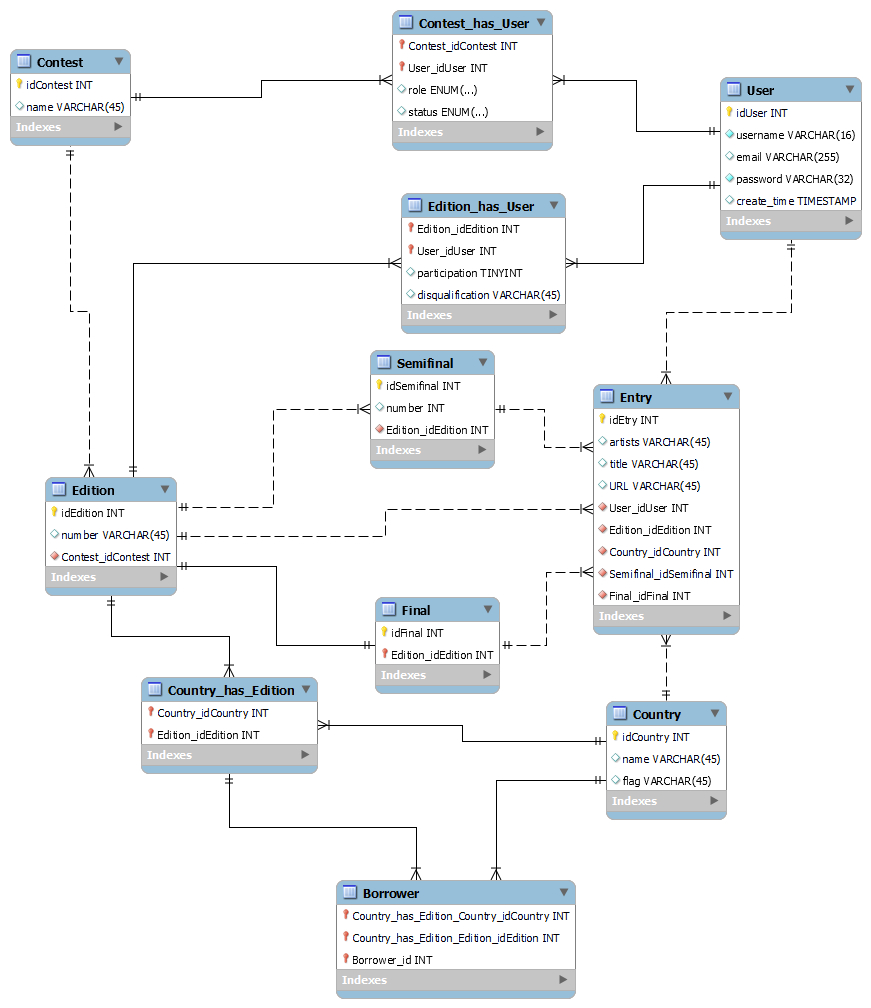 Contest_has_User
Contest_idContest INT
User_idUser INT
role ENUM(...)
status ENUM(...)
Indexes
Contest
idContest INT
name VARCHAR(45)
Indexes
User
idUser INT
username VARCHAR(16)
email VARCHAR(255)
password VARCHAR(32)
create_time TIMESTAMP
Indexes
Edition_has_User
Edition_idEdition INT
User_idUser INT
participation TINYINT
disqualification VARCHAR(45)
Indexes
Semifinal
idSemifinal INT
number INT
Edition_idEdition INT
Indexes
Entry
idEtry INT
artists VARCHAR(45)
title VARCHAR(45)
URL VARCHAR(45)
User_idUser INT
Edition_idEdition INT
Country_idCountry INT
Semifinal_idSemifinal INT
Final_idFinal INT
Indexes
Edition
idEdition INT
number VARCHAR(45)
Contest_idContest INT
Indexes
Final
idFinal INT
Edition_idEdition INT
Indexes
Country_has_Edition
Country_idCountry INT
Edition_idEdition INT
Indexes
Country
idCountry INT
name VARCHAR(45)
flag VARCHAR(45)
Indexes
Borrower
Country_has_Edition_Country_idCountry INT
Country_has_Edition_Edition_idEdition INT
Borrower_id INT
Indexes